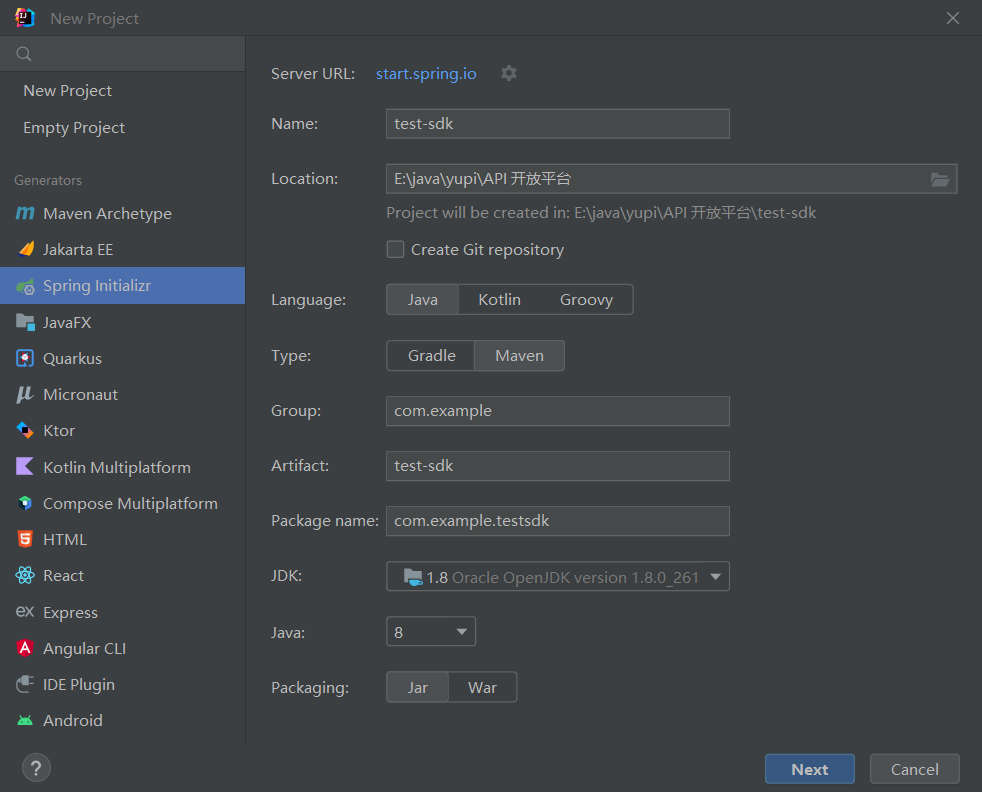 New Project
New Project
Empty Project
Generators
Maven Archetype
Jakarta EE
Spring Initializr
JavaFX
Quarkus
Micronaut
Ktor
Kotlin Multiplatform
Compose Multiplatform
HTML
React
ex Express
Angular CLI
IDE Plugin
Android
?
Server URL: start.spring.io
Name: test-sdk
Location: E:\java\yupi\API 开放平台
Project will be created in: E:\java\yupi\API 开放平台\test-sdk
Create Git repository
Language: Java Kotlin Groovy
Type: Gradle Maven
Group: com.example
Artifact: test-sdk
Package name: com.example.testsdk
JDK: 1.8 Oracle OpenJDK version 1.8.0_261
Java: 8
Packaging: Jar War
Next Cancel